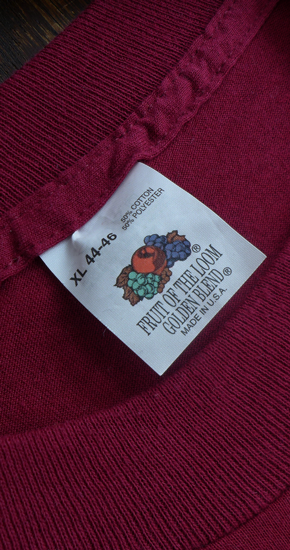 XL 44-46
50% COTTON
50% POLYESTER
FRUIT OF THE LOOM®
GOLDEN BLEND®
MADE IN U.S.A.